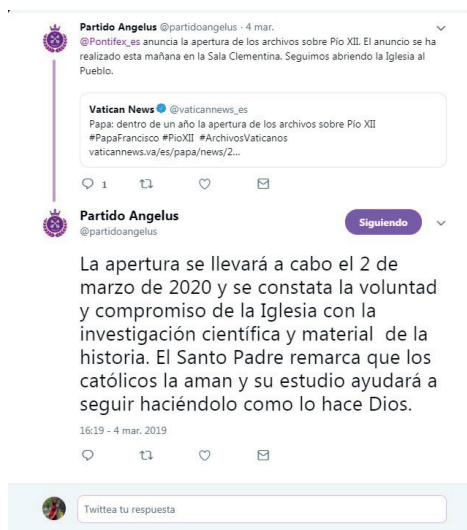 Partido Angelus @partidoangelus · 4 mar.
@Pontifex_es anuncia la apertura de los archivos sobre Pío XII. El anuncio se ha
realizado esta mañana en la Sala Clementina. Seguimos abriendo la Iglesia al
Pueblo.
Vatican News @vaticannews_es
Papa: dentro de un año la apertura de los archivos sobre Pío XII
#PapaFrancisco #PioXII #ArchivosVaticanos
vaticannews.va/es/papa/news/2...
1
Partido Angelus
@partidoangelus
Siguiendo
La apertura se llevará a cabo el 2 de
marzo de 2020 y se constata la voluntad
y compromiso de la Iglesia con la
investigación científica y material de la
historia. El Santo Padre remarca que los
católicos la aman y su estudio ayudará a
seguir haciéndolo como lo hace Dios.
16:19 - 4 mar. 2019
Twittea tu respuesta